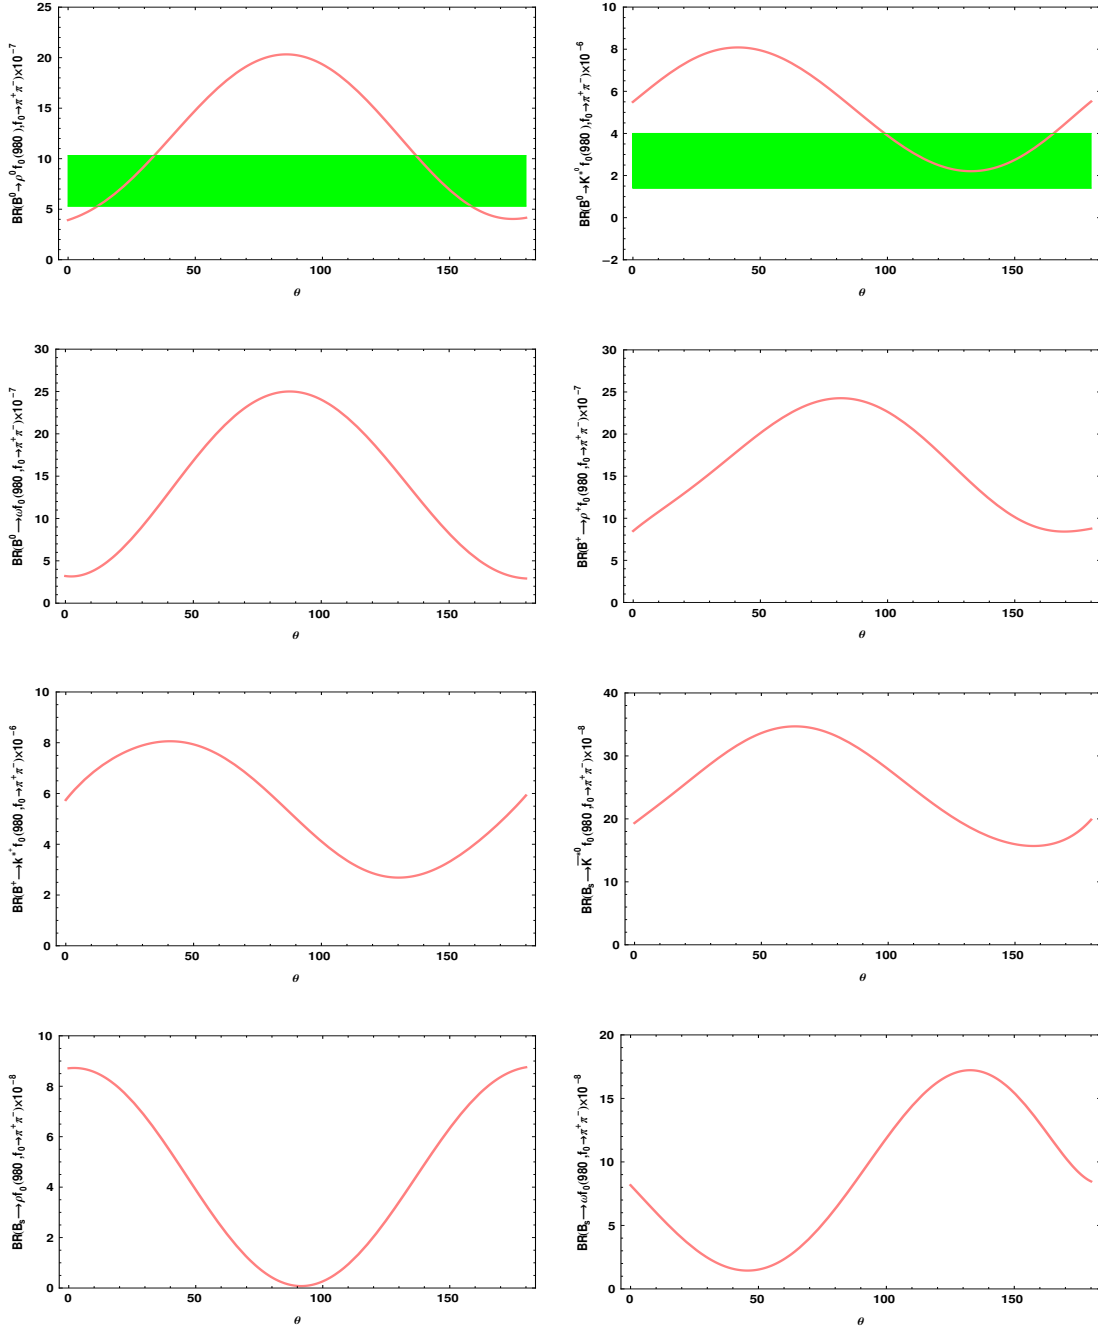 BR(B⁰→ρ⁰f₀(980 ),f₀→π⁺π⁻)×10⁻⁷
25
20
15
10
5
0
0 50 100 150
θ
BR(B⁰→K*⁰f₀(980 ),f₀→π⁺π⁻)×10⁻⁶
10
8
6
4
2
0
−2
0 50 100 150
θ
BR(B⁰→ωf₀(980 ,f₀→π⁺π⁻)×10⁻⁷
30
25
20
15
10
5
0
0 50 100 150
θ
BR(B⁺→ρ⁺f₀(980 ,f₀→π⁺π⁻)×10⁻⁷
30
25
20
15
10
5
0
0 50 100 150
θ
BR(B⁺→k*⁺f₀(980 ,f₀→π⁺π⁻)×10⁻⁶
10
8
6
4
2
0
0 50 100 150
θ
BR(Bₛ→K̅*⁰f₀(980 ,f₀→π⁺π⁻)×10⁻⁸
40
30
20
10
0
0 50 100 150
θ
BR(Bₛ→ρf₀(980 ,f₀→π⁺π⁻)×10⁻⁸
10
8
6
4
2
0
0 50 100 150
θ
BR(Bₛ→ωf₀(980 ,f₀→π⁺π⁻)×10⁻⁸
20
15
10
5
0
0 50 100 150
θ